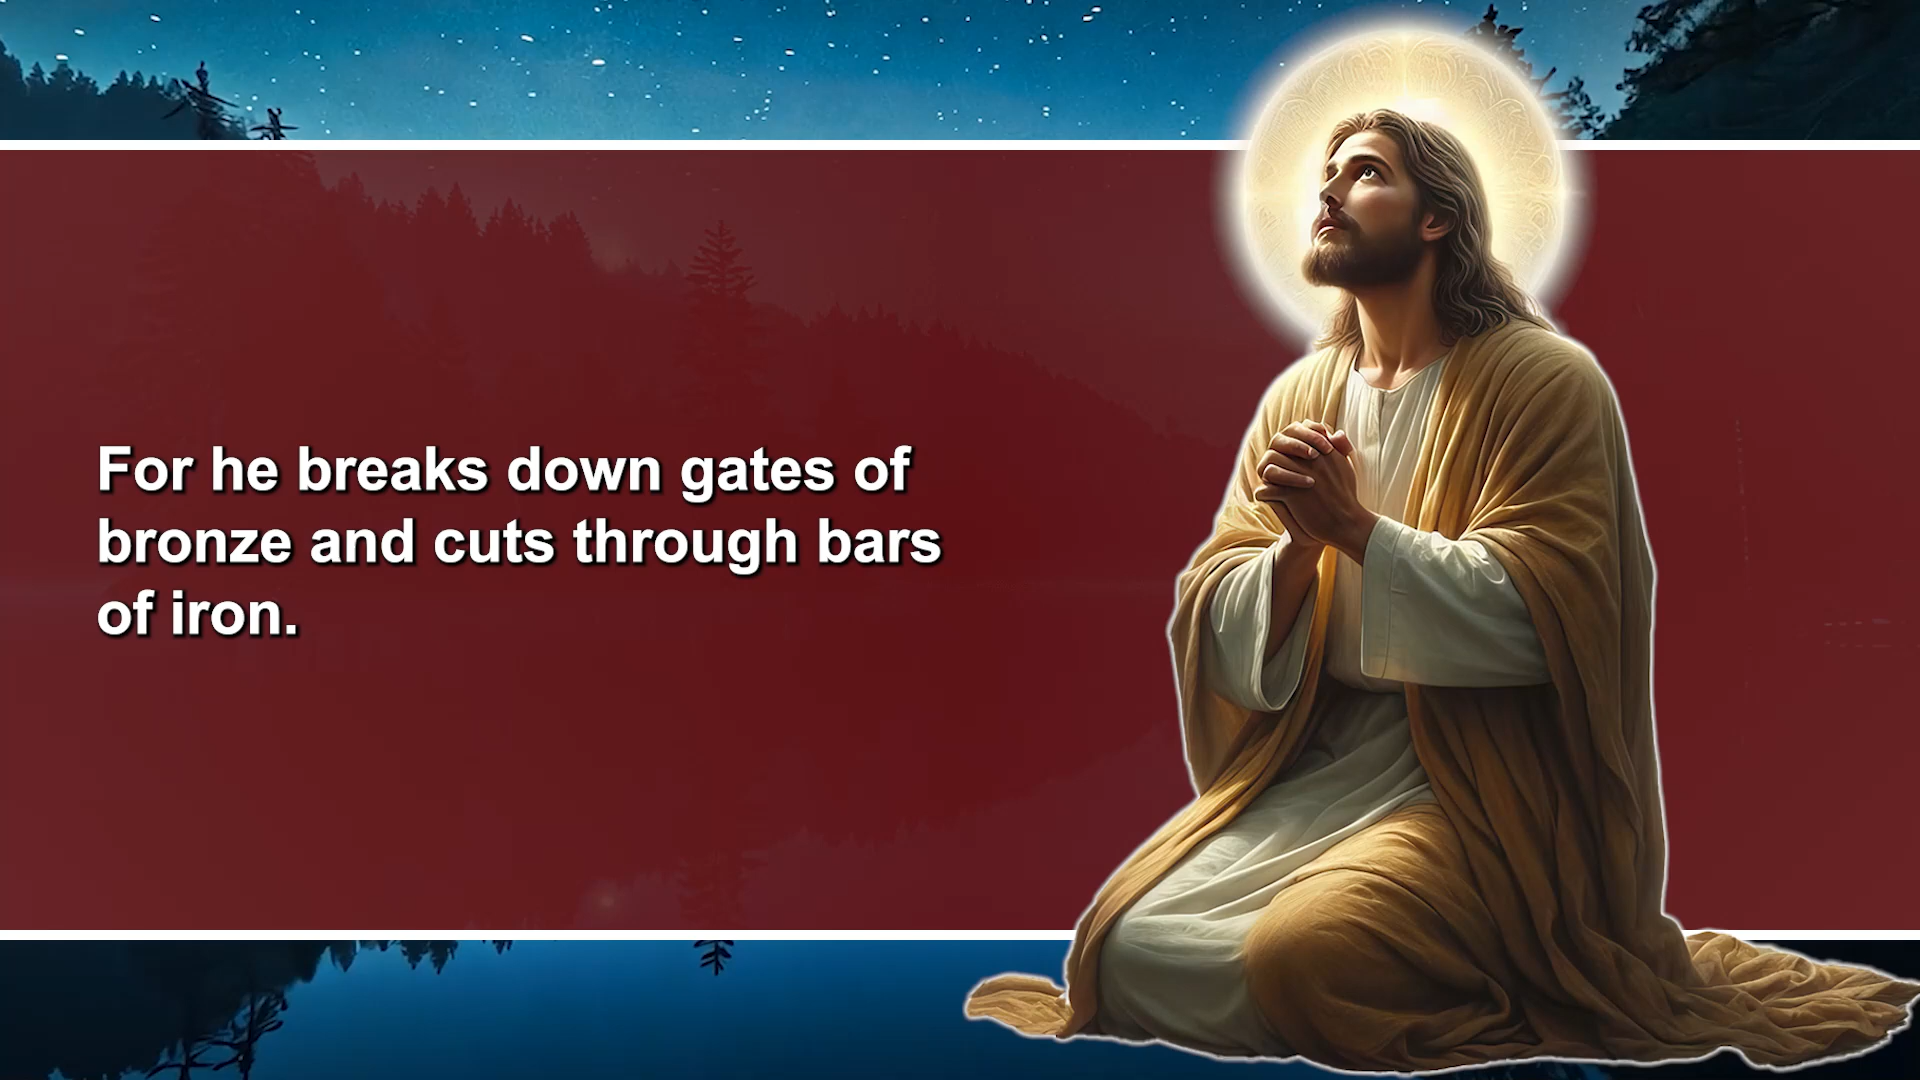 For he breaks down gates of
bronze and cuts through bars
of iron.